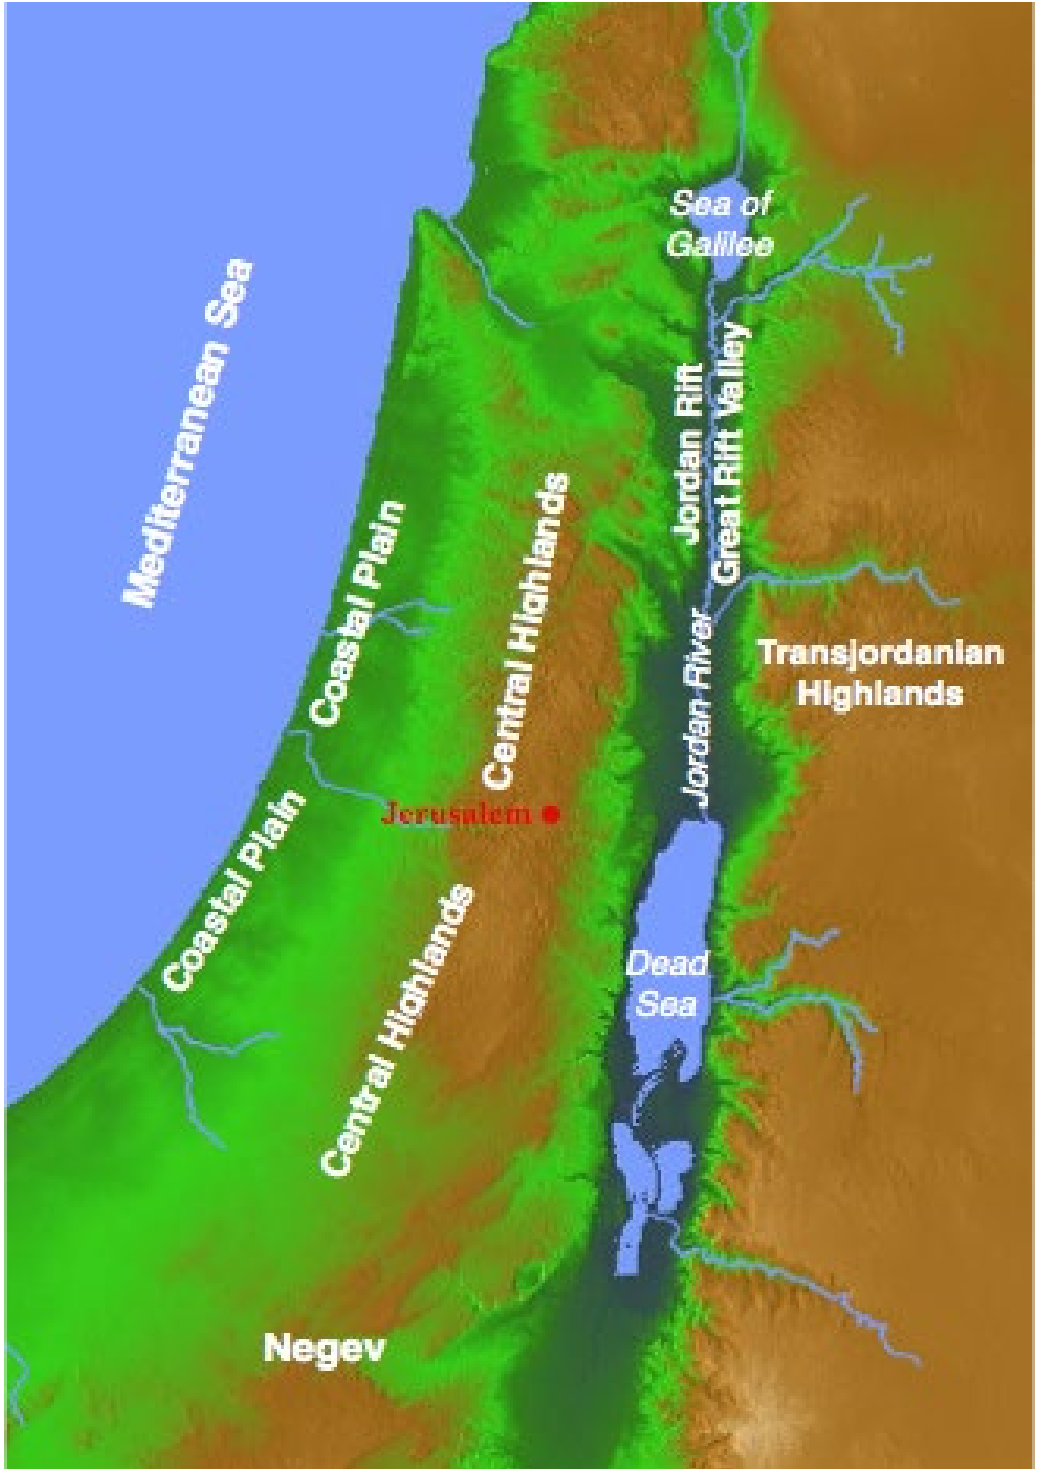 Sea of
Galilee
Mediterranean Sea
Jordan Rift
Great Rift Valley
Central Highlands
Coastal Plain
Jordan River
Transjordanian
Highlands
Jerusalem
Coastal Plain
Central Highlands
Dead
Sea
Negev